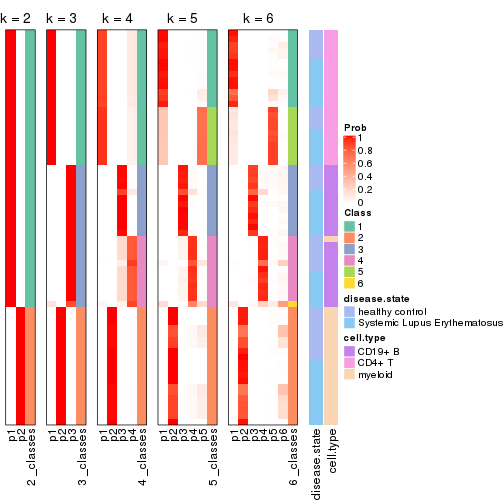 k = 2 k = 3 k = 4 k = 5 k = 6
Prob
1
0.8
0.6
0.4
0.2
0
Class
1
2
3
4
5
6
disease.state
healthy control
Systemic Lupus Erythematosus
cell.type
CD19+ B
CD4+ T
myeloid
p1
p2
2_classes
p1
p2
p3
3_classes
p1
p2
p3
p4
4_classes
p1
p2
p3
p4
p5
5_classes
p1
p2
p3
p4
p5
p6
6_classes
disease.state
cell.type